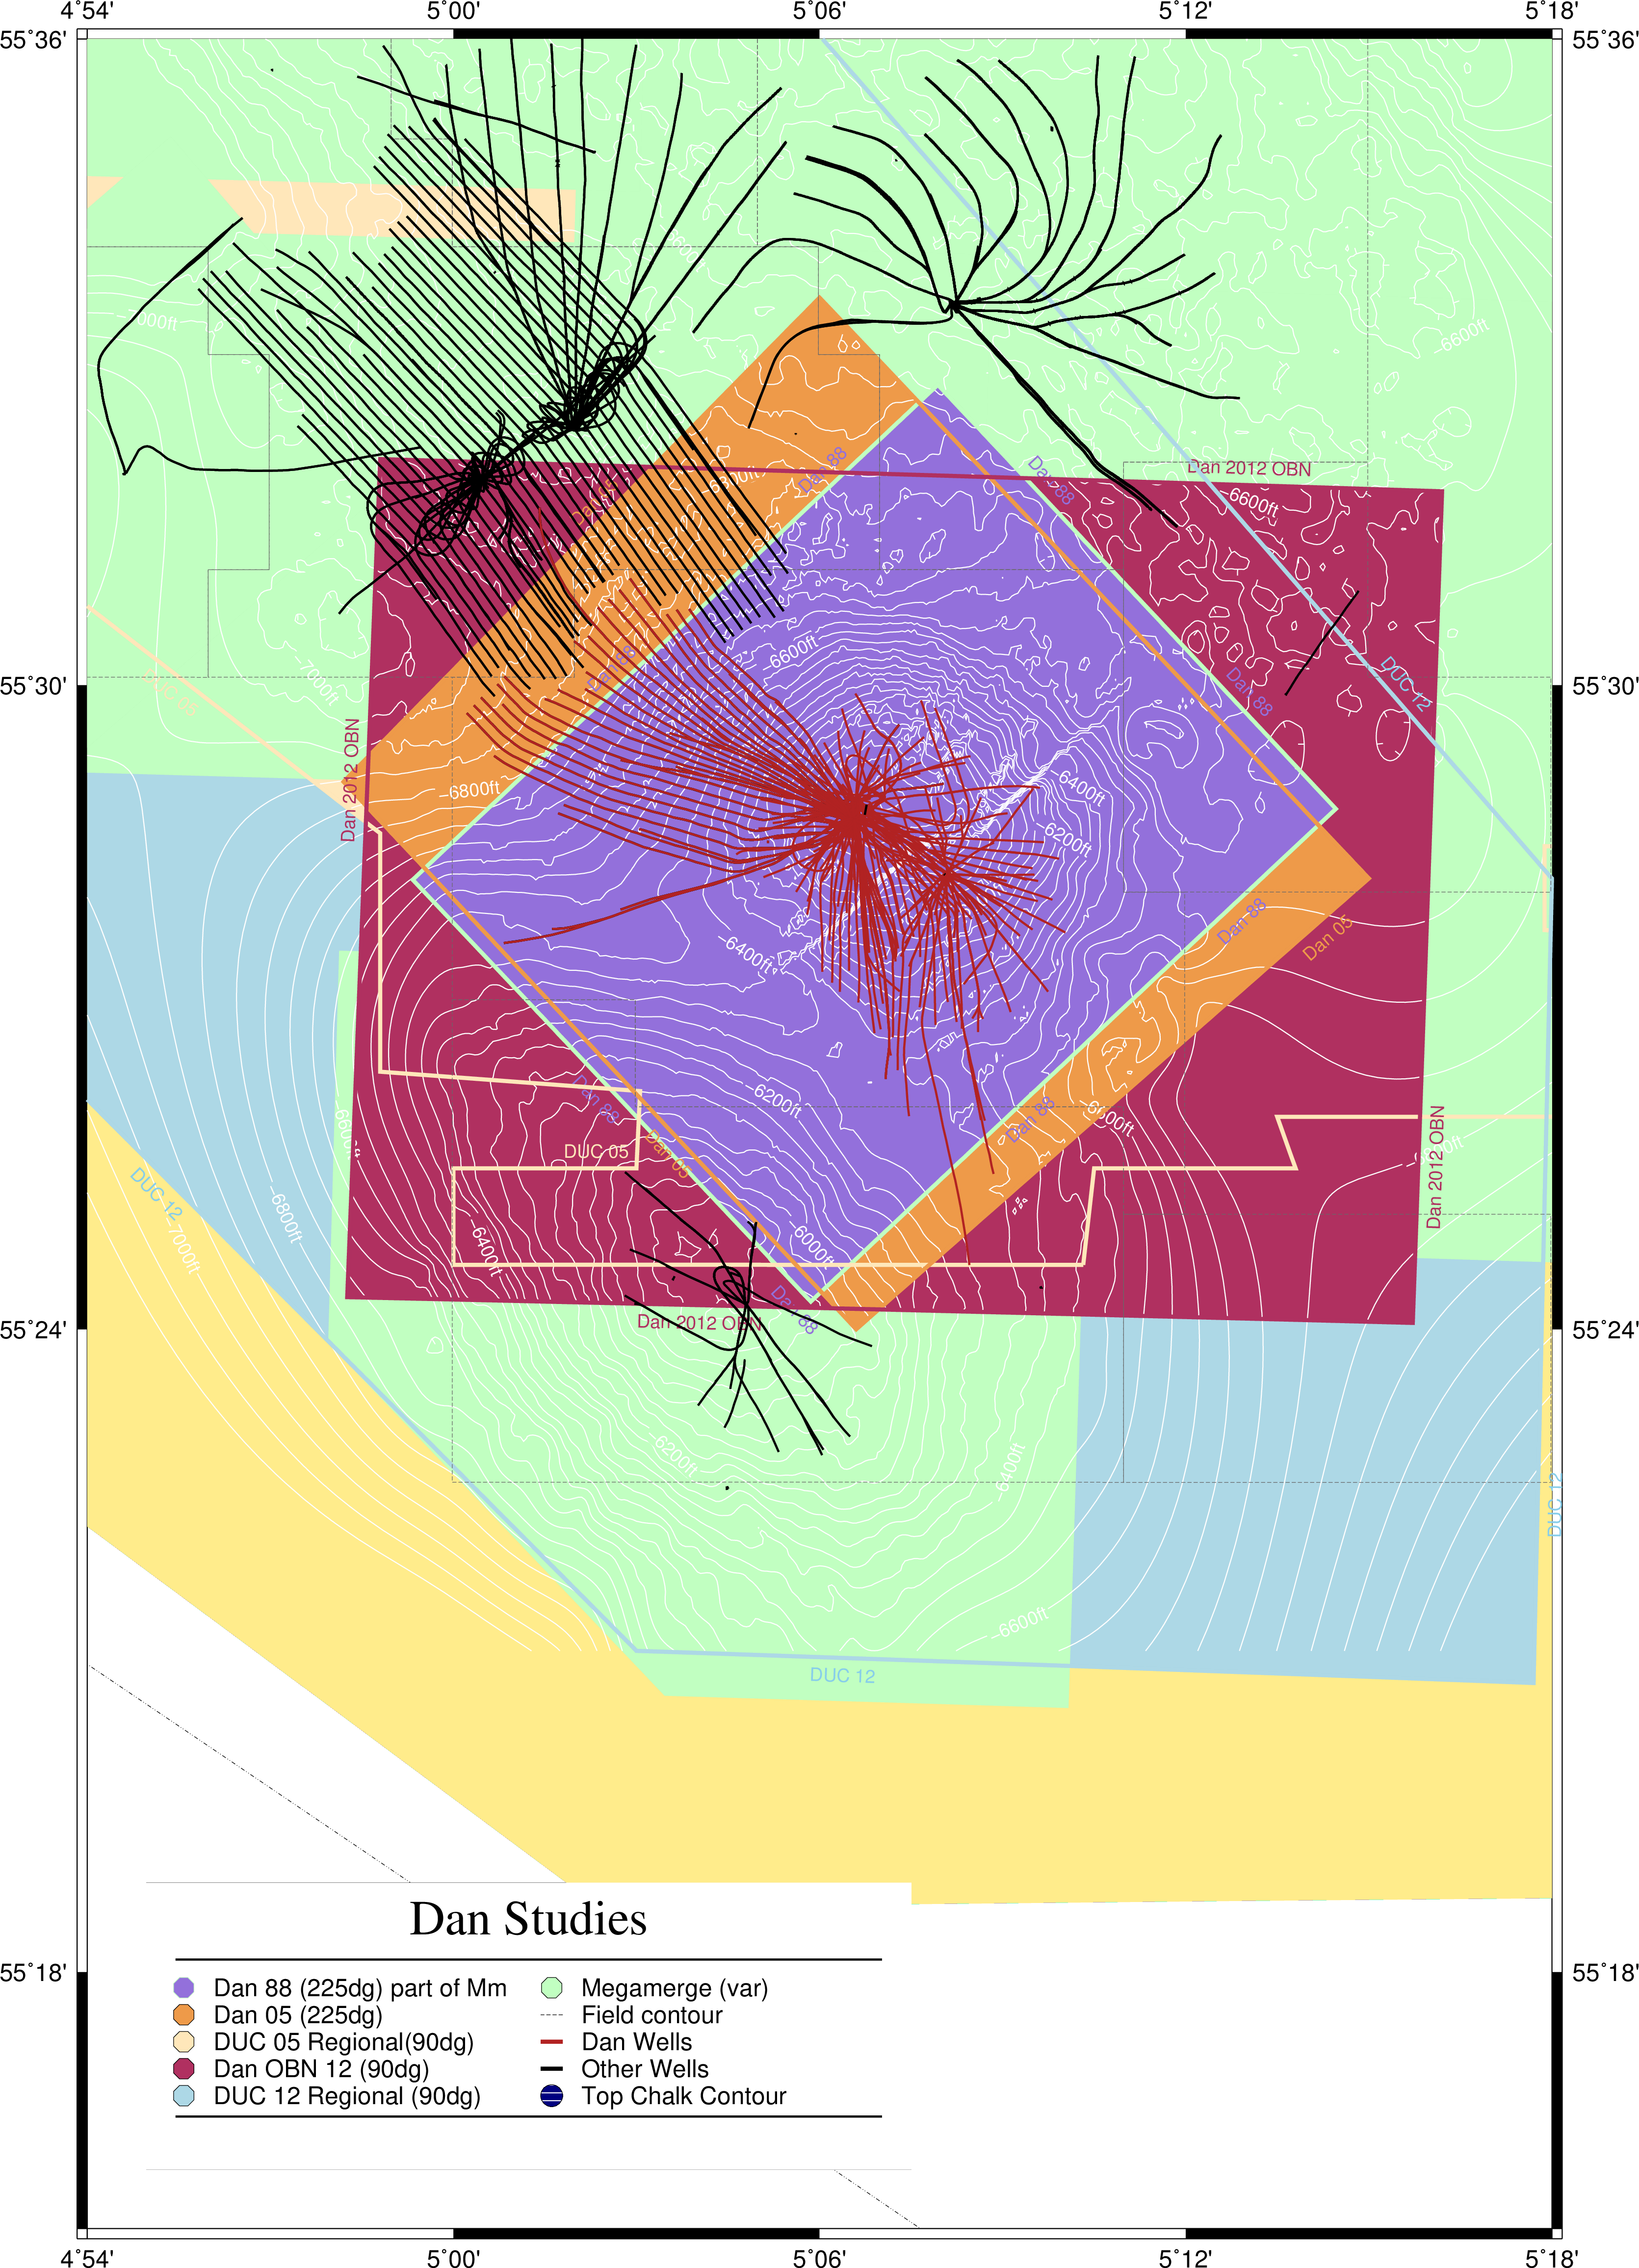 4°54' 5°00' 5°06' 5°12' 5°18'
55°36' 55°36'
-7000ft
-6600ft
Dan 88
Dan 88
Dan 2012 OBN
-6600ft
-6600ft
DUC 05
-7000ft
Dan 88
Dan 88
DUC 12
55°30' 55°30'
Dan 2012 OBN
-6800ft
-6400ft
-6200ft
-6400ft
Dan 88
Dan 05
Dan 88
-6200ft
Dan 88
-6600ft
DUC 05
Dan 05
Dan 2012 OBN
DUC 12
-6800ft
-7000ft
-6400ft
-6000ft
Dan 88
Dan 2012 OBN
55°24' 55°24'
-6200ft
-6400ft
DUC 12
-6600ft
DUC 12
Dan Studies
Dan 88 (225dg) part of Mm
Dan 05 (225dg)
DUC 05 Regional(90dg)
Dan OBN 12 (90dg)
DUC 12 Regional (90dg)
Megamerge (var)
Field contour
Dan Wells
Other Wells
Top Chalk Contour
55°18' 55°18'
4°54' 5°00' 5°06' 5°12' 5°18'